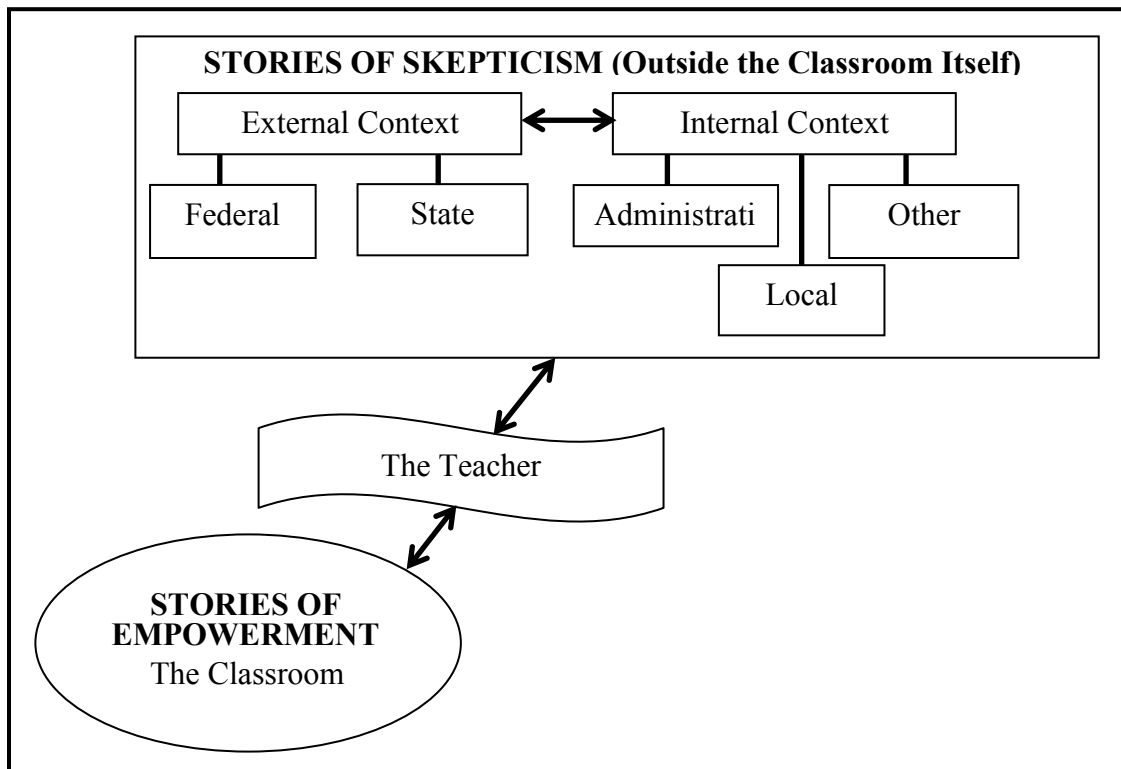 STORIES OF SKEPTICISM (Outside the Classroom Itself)
External Context
Internal Context
Federal
State
Administrati
Other
Local
The Teacher
STORIES OF
EMPOWERMENT
The Classroom